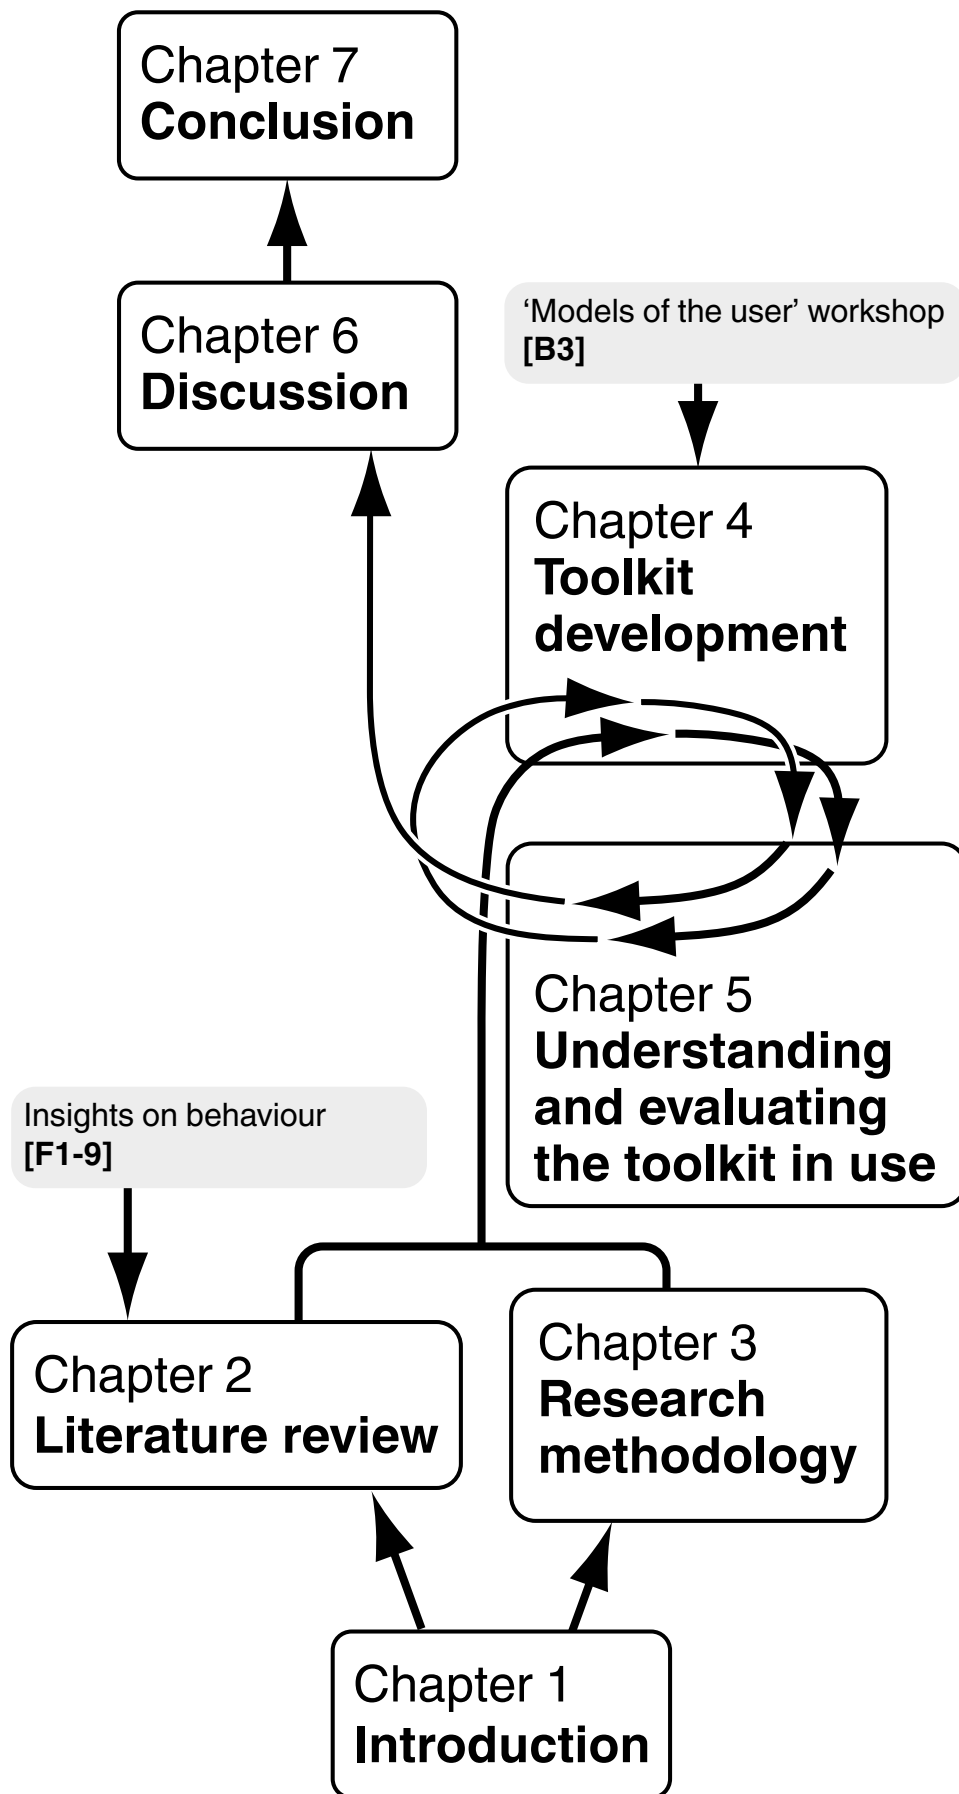 Chapter 7
Conclusion
Chapter 6
Discussion
‘Models of the user’ workshop
[B3]
Chapter 4
Toolkit
development
Chapter 5
Understanding
and evaluating
the toolkit in use
Insights on behaviour
[F1-9]
Chapter 2
Literature review
Chapter 3
Research
methodology
Chapter 1
Introduction